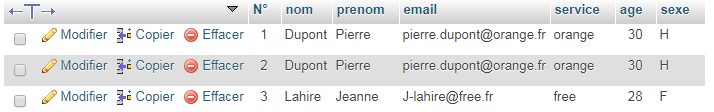 N° nom prenom email service age sexe
Modifier Copier Effacer 1 Dupont Pierre pierre.dupont@orange.fr orange 30 H
Modifier Copier Effacer 2 Dupont Pierre pierre.dupont@orange.fr orange 30 H
Modifier Copier Effacer 3 Lahire Jeanne J-lahire@free.fr free 28 F